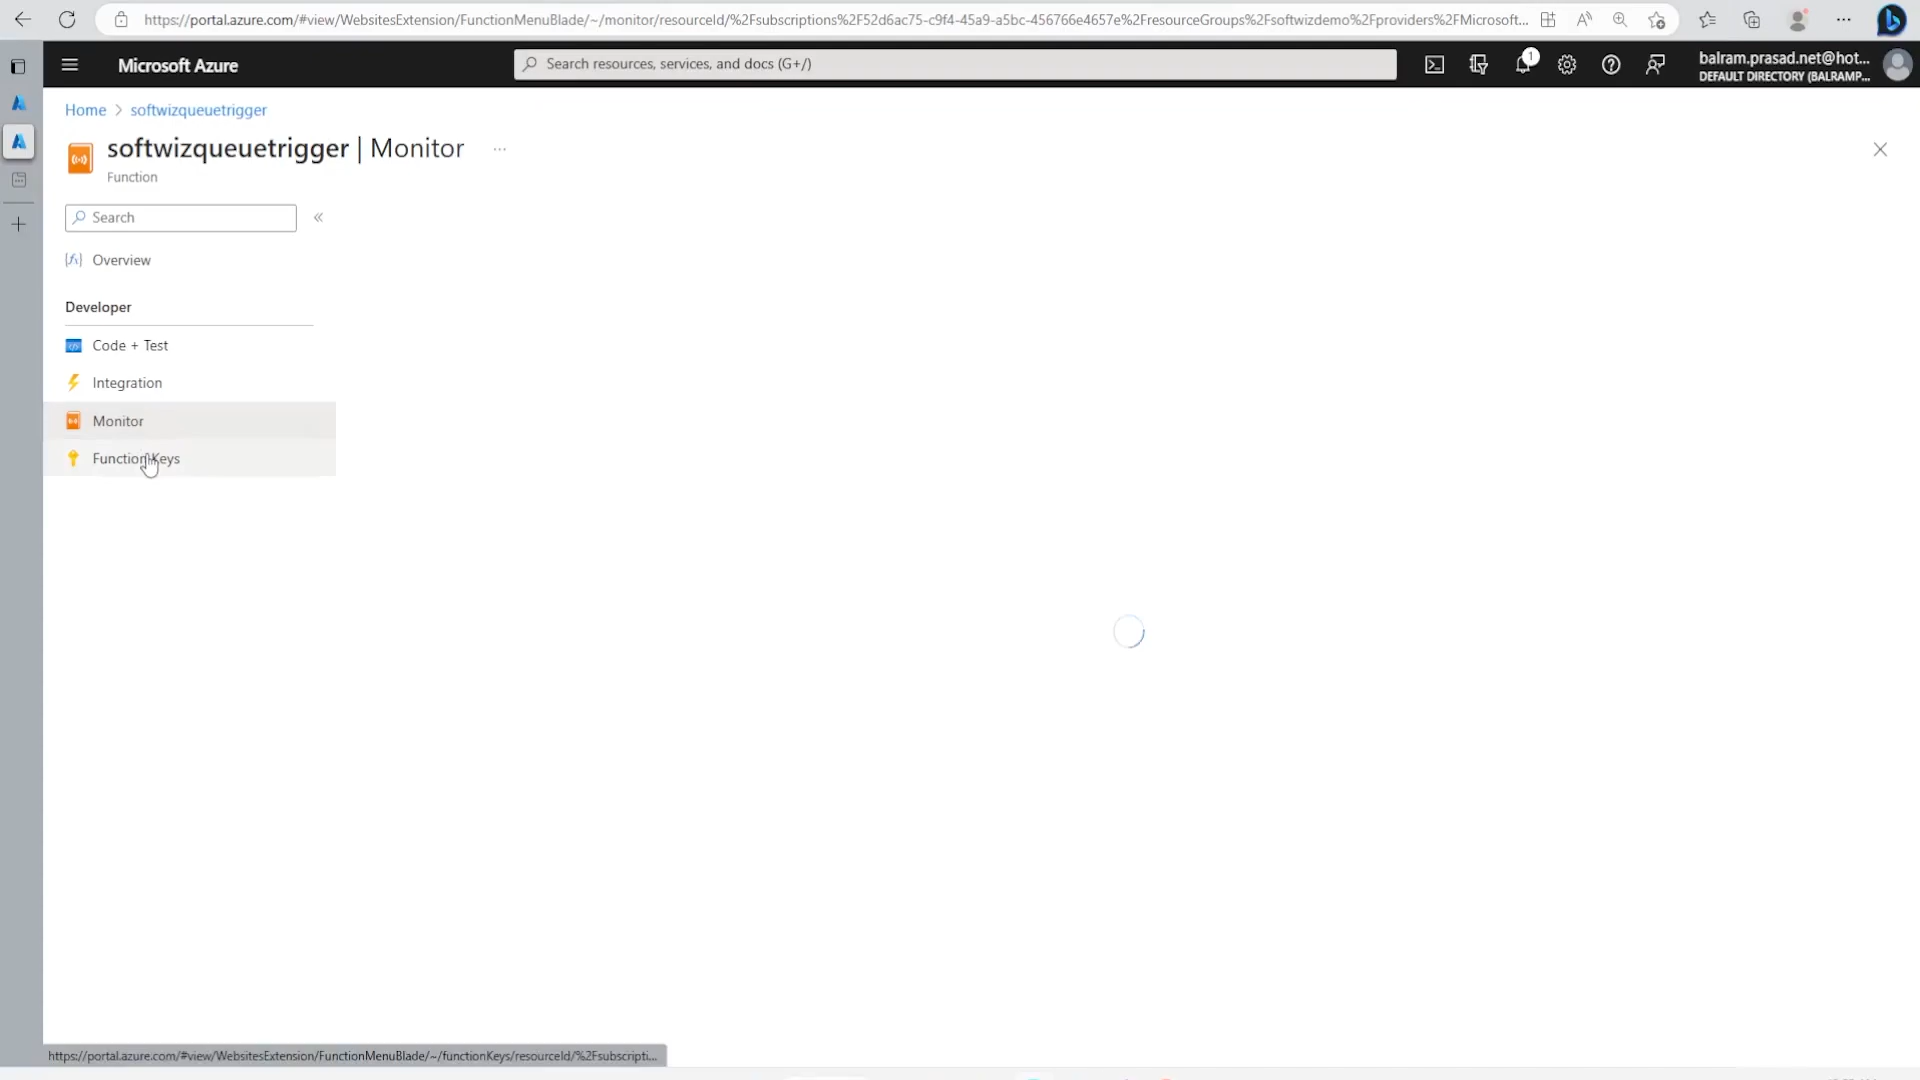 https://portal.azure.com/#view/WebsitesExtension/FunctionMenuBlade/~/monitor/resourceId/%2Fsubscriptions%2F52d6ac75-c9f4-45a9-a5bc-456766e4657e%2FresourceGroups%2Fsoftwizdemo%2Fproviders%2FMicrosoft...
Microsoft Azure
Search resources, services, and docs (G+/)
1
balram.prasad.net@hot...
DEFAULT DIRECTORY (BALRAMP...
Home > softwizqueuetrigger
softwizqueuetrigger | Monitor ...
Function
Search «
Overview
Developer
Code + Test
Integration
Monitor
Function Keys
https://portal.azure.com/#view/WebsitesExtension/FunctionMenuBlade/~/functionKeys/resourceId/%2Fsubscripti...